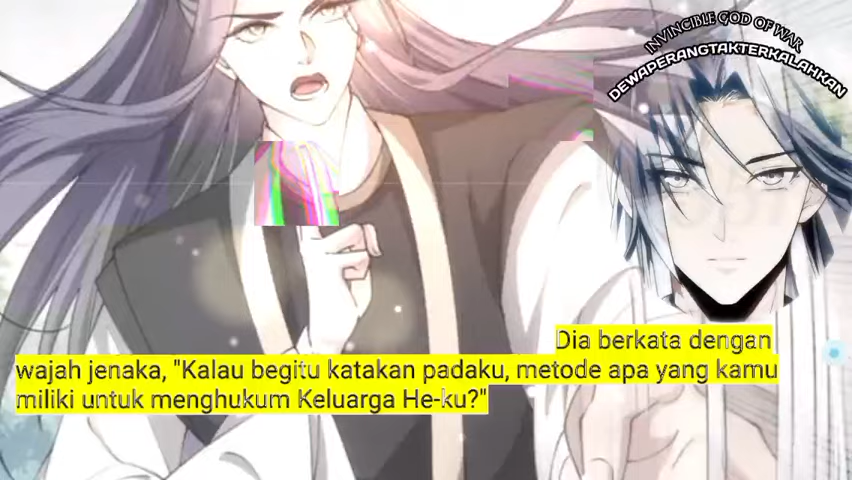 INVINCIBLE GOD OF WAR
DEWAPERANGTAKTERKALAHKAN
Dia berkata dengan
wajah jenaka, "Kalau begitu katakan padaku, metode apa yang kamu
miliki untuk menghukum Keluarga He-ku?"